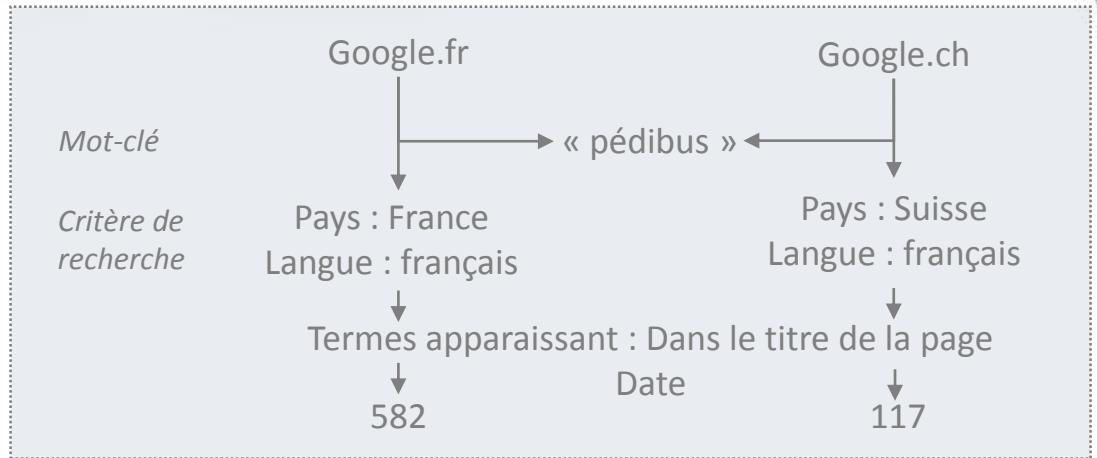 Google.fr
Google.ch
Mot-clé
« pédibus »
Critère de
recherche
Pays : France
Langue : français
Pays : Suisse
Langue : français
Termes apparaissant : Dans le titre de la page
Date
582
117